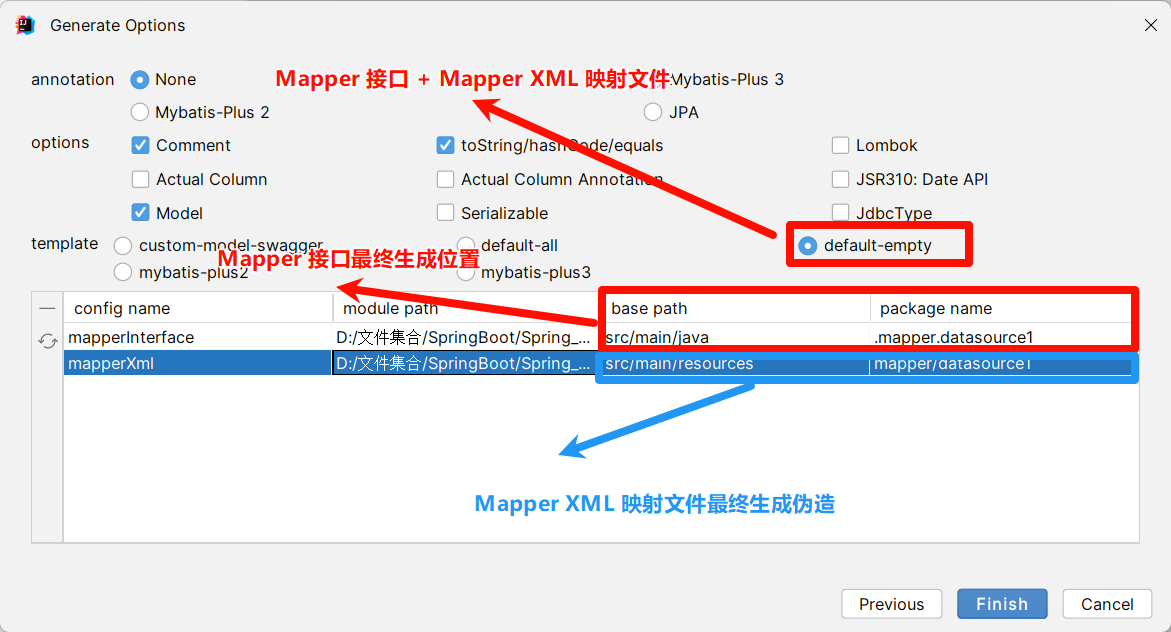 Generate Options
annotation None Mapper 接口 + Mapper XML 映射文件 Mybatis-Plus 3
Mybatis-Plus 2 JPA
options Comment toString/hashCode/equals Lombok
Actual Column Actual Column Annotation JSR310: Date API
Model Serializable JdbcType
template custom-model-swagger default-all default-empty
Mapper 接口最终生成位置
mybatis-plus2 mybatis-plus3
config name module path base path package name
mapperInterface D:/文件集合/SpringBoot/Spring_... src/main/java .mapper.datasource1
mapperXml D:/文件集合/SpringBoot/Spring_... src/main/resources mapper/datasource1
Mapper XML 映射文件最终生成伪造
Previous Finish Cancel